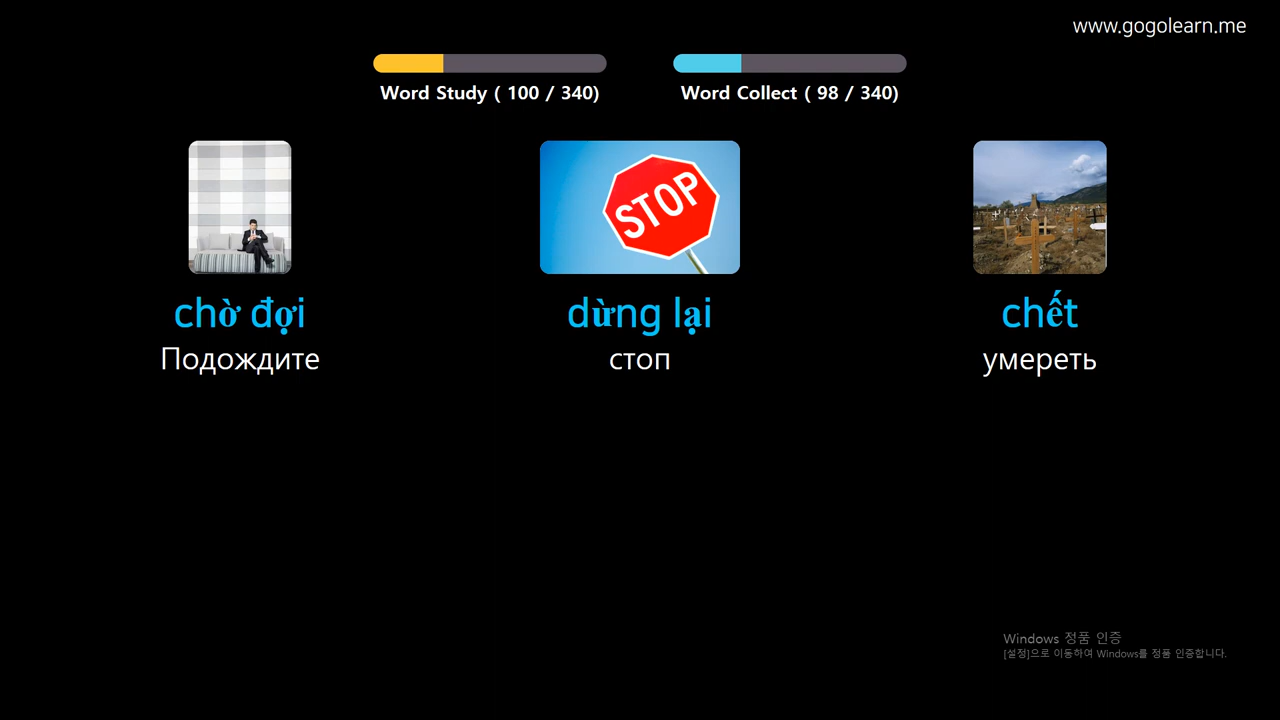 www.gogolearn.me
Word Study ( 100 / 340)
Word Collect ( 98 / 340)
STOP
chờ đợi
dừng lại
chết
Подождите
стоп
умереть
Windows 정품 인증
[설정]으로 이동하여 Windows를 정품 인증합니다.